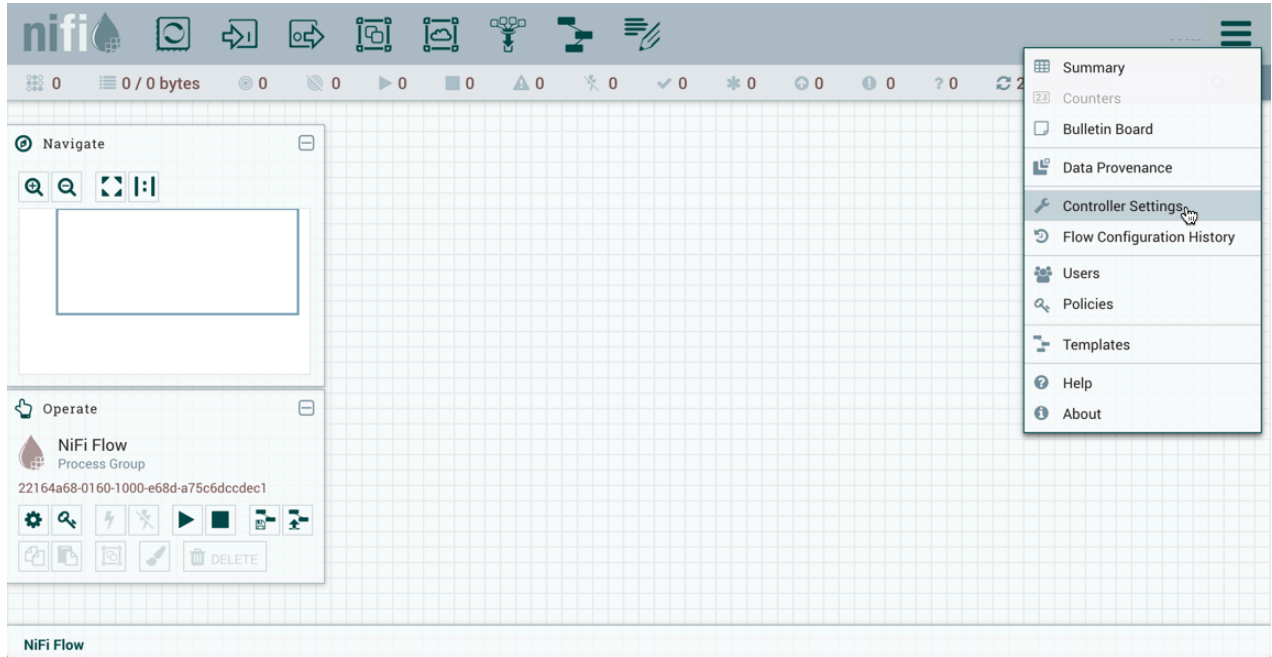 nifi
0 0 / 0 bytes 0 0 0 0 0 0 0 0 0 0 ? 0 2
Navigate
Operate
NiFi Flow
Process Group
22164a68-0160-1000-e68d-a75c6dccdec1
DELETE
Summary
Counters
Bulletin Board
Data Provenance
Controller Settings
Flow Configuration History
Users
Policies
Templates
Help
About
NiFi Flow